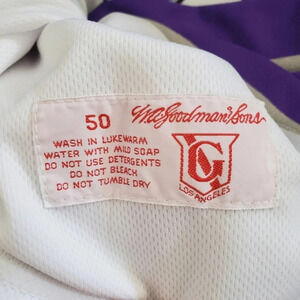 50
Wm. Goodman & Sons
WASH IN LUKEWARM
WATER WITH MILD SOAP
DO NOT USE DETERGENTS
DO NOT BLEACH
DO NOT TUMBLE DRY
G
LOS ANGELES